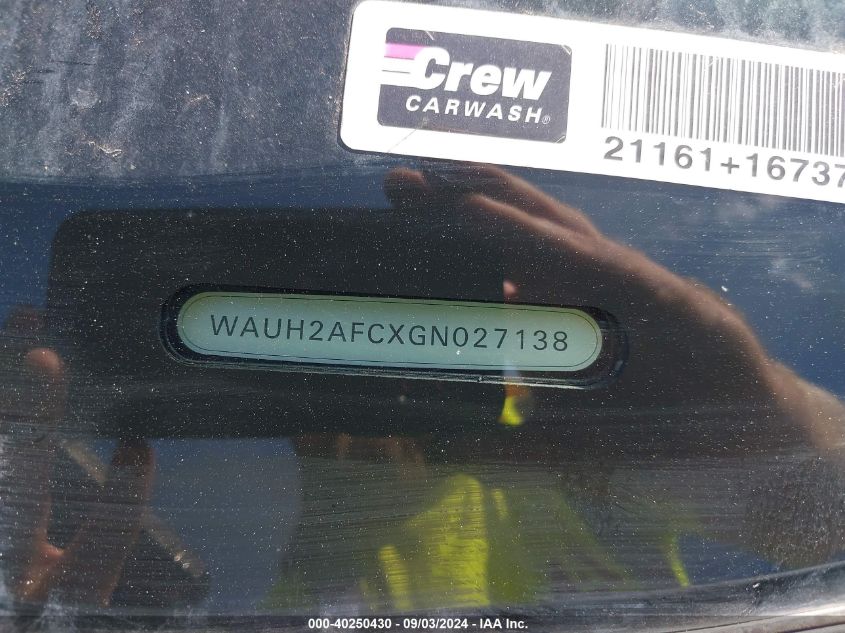 Crew
CARWASH®
21161+16737
WAUH2AFCXGN027138
000-40250430 - 09/03/2024 - IAA Inc.